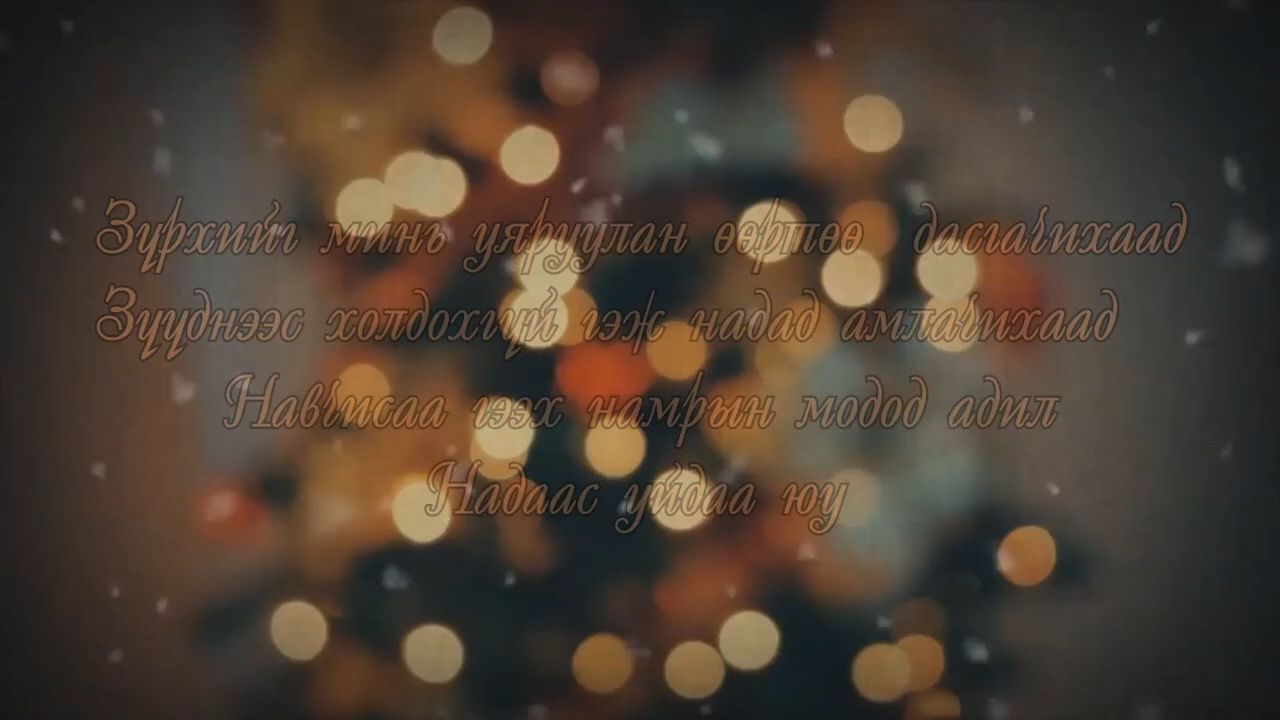 Зүрхийг минь уяруулан өөртөө дасгачихаад
Зүүднээс холдохгүй гэж надад амлачихаад
Навчисаа гээх намрын модод адил
Надаас уйдаа юу